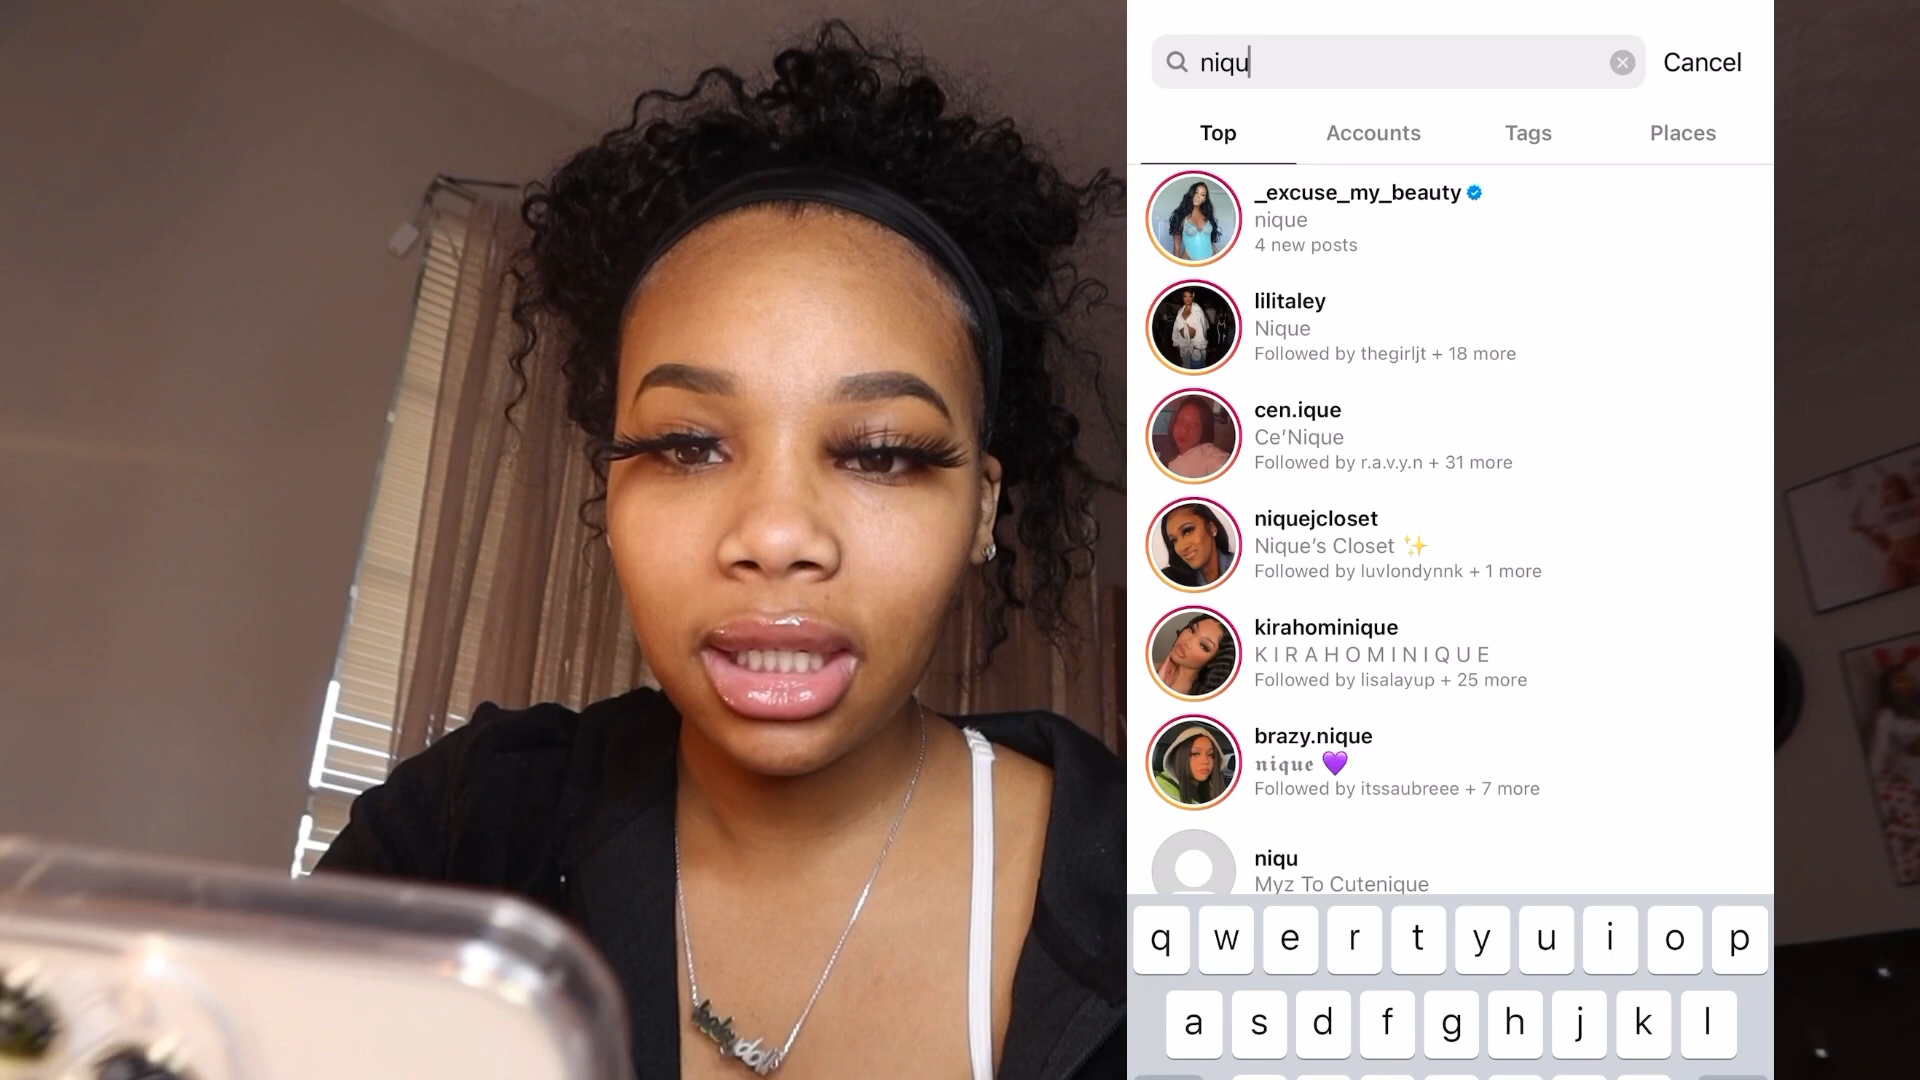 niqu
Cancel
Top
Accounts
Tags
Places
_excuse_my_beauty
nique
4 new posts
lilitaley
Nique
Followed by thegirljt + 18 more
cen.ique
Ce’Nique
Followed by r.a.v.y.n + 31 more
niquejcloset
Nique’s Closet ✨
Followed by luvlondynnk + 1 more
kirahominique
K I R A H O M I N I Q U E
Followed by lisalayup + 25 more
brazy.nique
𝖓𝖎𝖖𝖚𝖊 💜
Followed by itssaubreee + 7 more
niqu
Myz To Cutenique
q w e r t y u i o p
a s d f g h j k l
babydoll